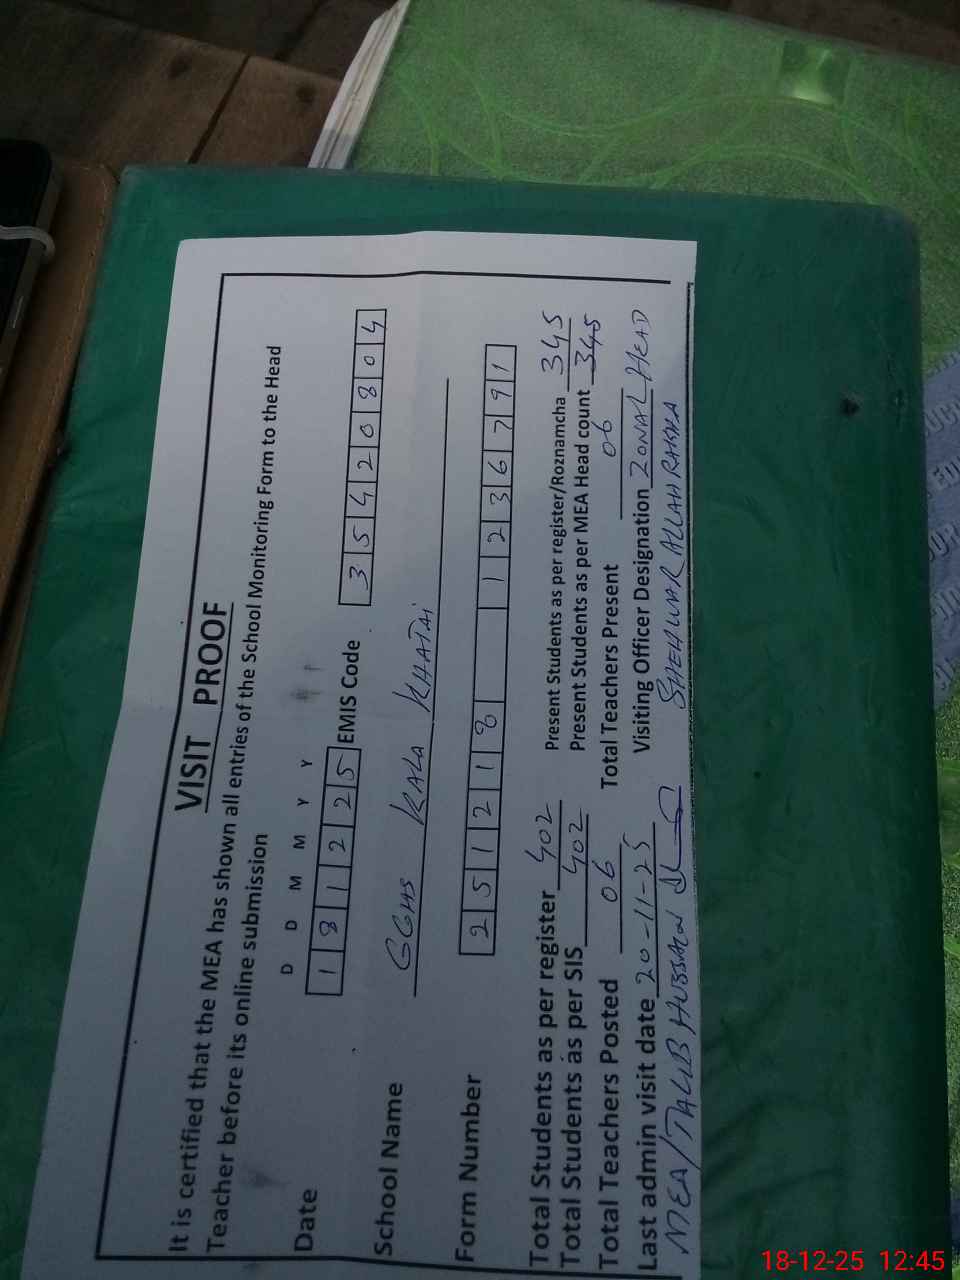 VISIT PROOF
It is certified that the MEA has shown all entries of the School Monitoring Form to the Head
Teacher before its online submission
D D M M Y Y
Date 1 8 1 2 2 5 EMIS Code 3 5 4 2 0 8 0 4
School Name GGHS KALA KHATAI
Form Number 2 5 1 2 1 8 1 2 3 6 7 9 1
Total Students as per register 402 Present Students as per register/Roznamcha 345
Total Students as per SIS 402 Present Students as per MEA Head count 345
Total Teachers Posted 06 Total Teachers Present 06
Last admin visit date 20-11-25 Visiting Officer Designation ZONAL HEAD
MEA/TALIB HUSSAIN SHEHWAR ALLAH RAKHA
18-12-25 12:45